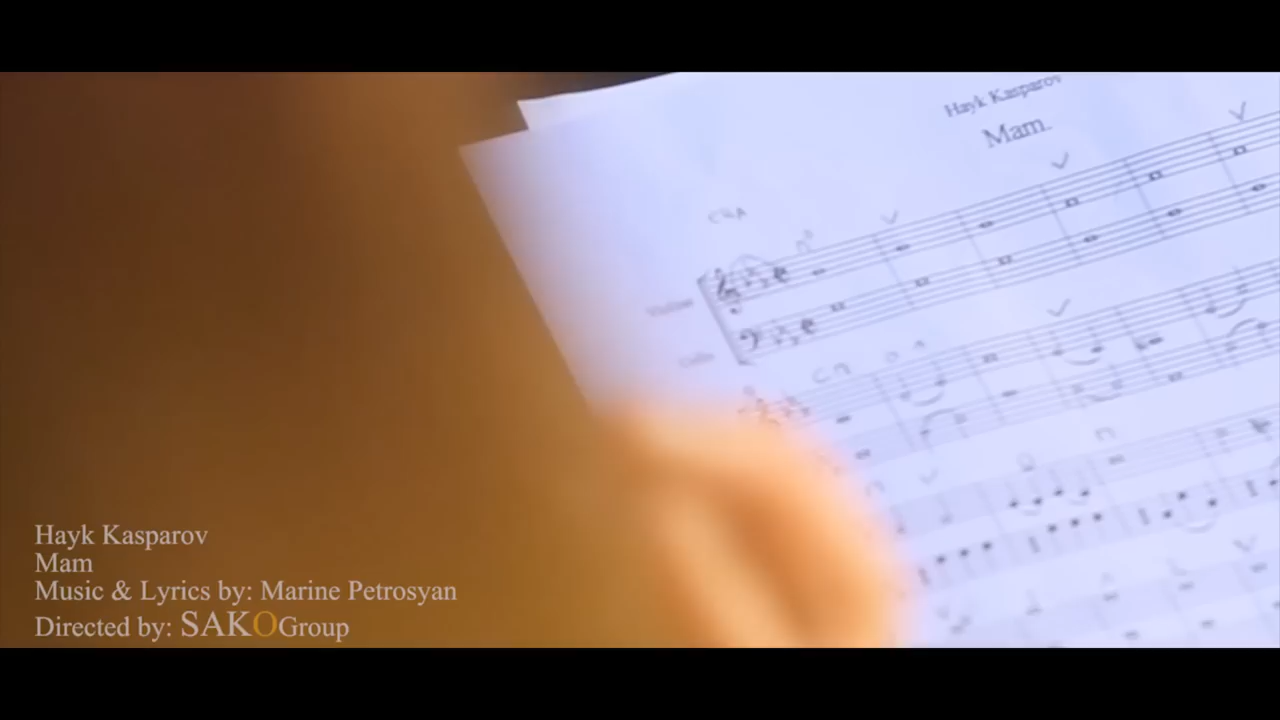 Hayk Kasparov
Mam.
Hayk Kasparov
Mam
Music & Lyrics by: Marine Petrosyan
Directed by: SAKOGroup